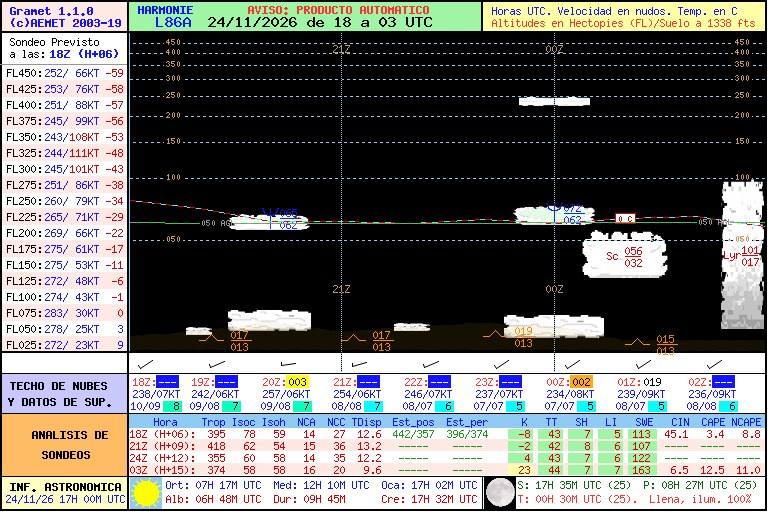 Gramet 1.1.0
(c)AEMET 2003-19
HARMONIE
L86A
AVISO: PRODUCTO AUTOMATICO
24/11/2026 de 18 a 03 UTC
Horas UTC. Velocidad en nudos. Temp. en C
Altitudes en Hectopies (FL)/Suelo a 1338 fts
Sondeo Previsto
a las: 18Z (H+06)
FL450: 252/ 66KT -59
FL425: 253/ 76KT -58
FL400: 251/ 88KT -57
FL375: 245/ 99KT -56
FL350: 243/108KT -53
FL325: 244/111KT -48
FL300: 245/101KT -43
FL275: 251/ 86KT -38
FL250: 260/ 79KT -34
FL225: 265/ 71KT -29
FL200: 269/ 66KT -22
FL175: 275/ 61KT -17
FL150: 275/ 53KT -11
FL125: 272/ 48KT -6
FL100: 274/ 43KT -1
FL075: 283/ 30KT 0
FL050: 278/ 25KT 3
FL025: 272/ 23KT 9
450 21Z 00Z 450
400 400
350 350
300 300
250 250
200 200
150 150
100 100
050 AGL 062 072 062 0 C 050
050 050
Sc 056 032
Lyr 101 017
21Z 00Z
017 013
017 013
019 013
015 013
TECHO DE NUBES
Y DATOS DE SUP.
18Z:--- 19Z:--- 20Z:003 21Z:--- 22Z:--- 23Z:--- 00Z:002 01Z:019 02Z:---
238/07KT 242/06KT 257/06KT 254/06KT 246/06KT 237/07KT 234/08KT 239/09KT 236/09KT
10/09 8 09/08 7 08/07 7 08/07 7 08/07 6 07/07 5 07/07 5 08/07 5 08/08 6
ANALISIS DE
SONDEOS
Hora Trop Isoc Isoh NCA NCC TDisp Est_pos Est_per K TT SH LI SWE CIN CAPE NCAPE
18Z (H+06): 395 78 59 14 27 12.6 442/357 396/374 -8 43 7 5 113 45.1 3.4 8.8
21Z (H+09): 418 62 54 15 36 13.2 ----- ----- -2 42 8 6 107 ----- ----- -----
24Z (H+12): 355 60 58 14 35 12.2 ----- ----- 4 43 7 6 122 ----- ----- -----
03Z (H+15): 374 58 58 16 20 9.6 ----- ----- 23 44 7 7 163 6.5 12.5 11.0
INF. ASTRONOMICA
24/11/26 17H 00M UTC
Ort: 07H 17M UTC Med: 12H 10M UTC Oca: 17H 02M UTC
Alb: 06H 48M UTC Dur: 09H 45M Cre: 17H 32M UTC
S: 17H 35M UTC (25) P: 08H 27M UTC (25)
T: 00H 30M UTC (25). Llena, ilum. 100%